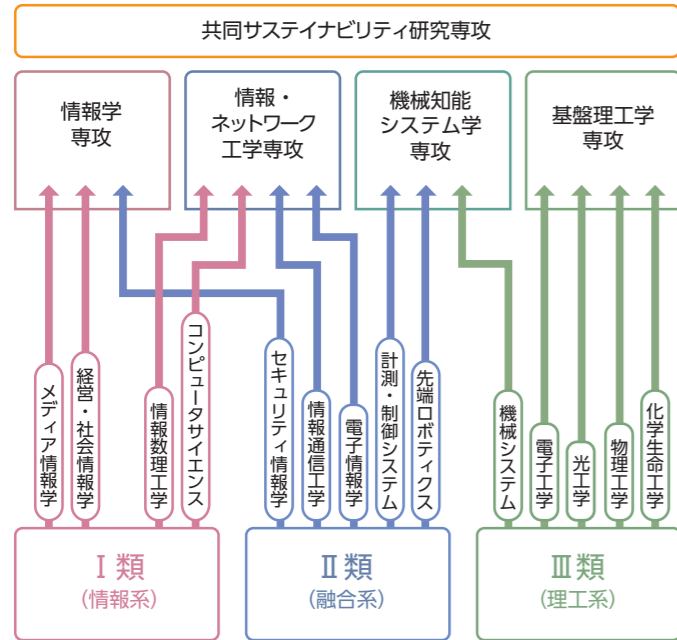 共同サステイナビリティ研究専攻
情報学
専攻
情報・
ネットワーク
工学専攻
機械知能
システム学
専攻
基盤理工学
専攻
メディア情報学
経営・社会情報学
情報数理工学
コンピュータサイエンス
セキュリティ情報学
情報通信工学
電子情報学
計測・制御システム
先端ロボティクス
機械システム
電子工学
光工学
物理工学
化学生命工学
Ⅰ類
(情報系)
Ⅱ類
(融合系)
Ⅲ類
(理工系)